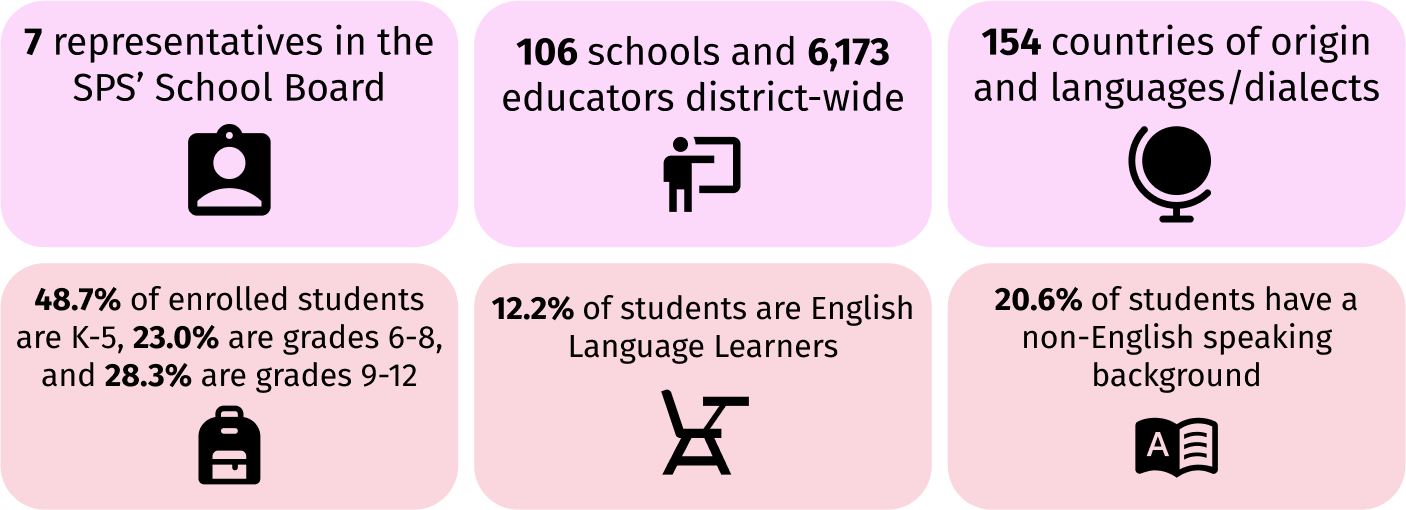 7 representatives in the
SPS’ School Board
106 schools and 6,173
educators district-wide
154 countries of origin
and languages/dialects
48.7% of enrolled students
are K-5, 23.0% are grades 6-8,
and 28.3% are grades 9-12
12.2% of students are English
Language Learners
20.6% of students have a
non-English speaking
background
A